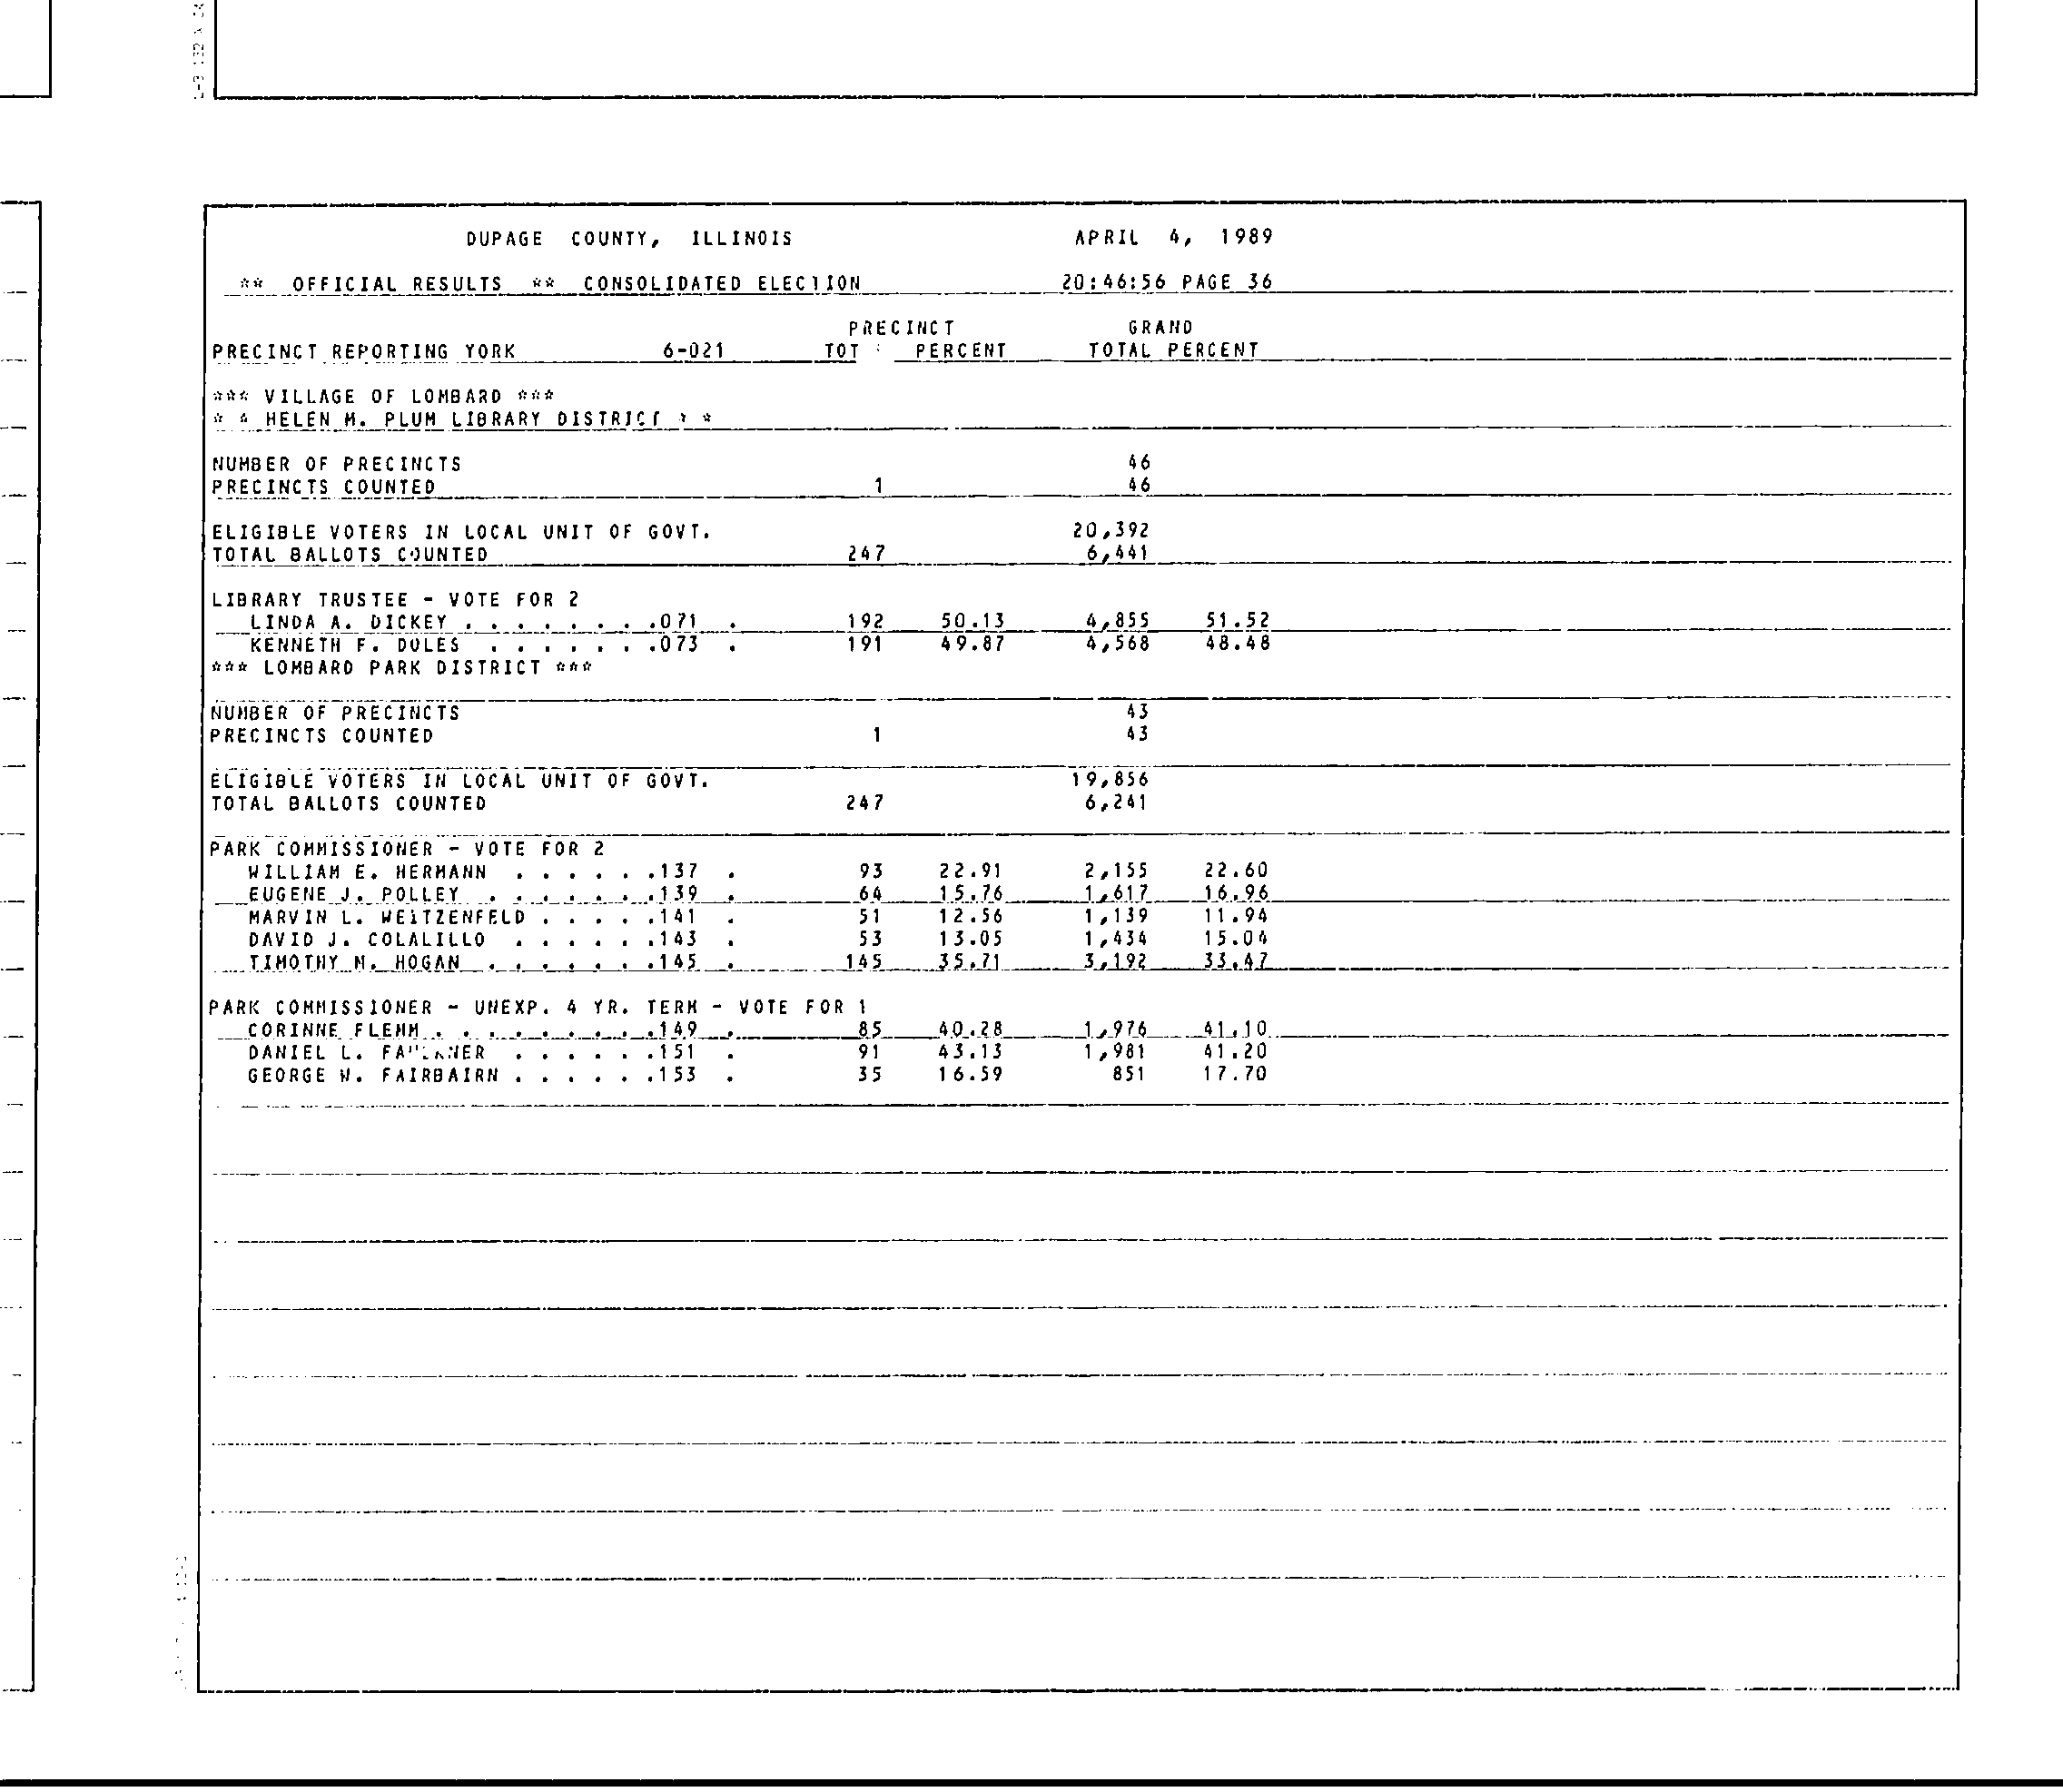 DUPAGE COUNTY, ILLINOIS APRIL 4, 1989
** OFFICIAL RESULTS ** CONSOLIDATED ELECTION 20:46:56 PAGE 36
PRECINCT GRAND
PRECINCT REPORTING YORK 6-021 TOT PERCENT TOTAL PERCENT
*** VILLAGE OF LOMBARD ***
* * HELEN M. PLUM LIBRARY DISTRICT * *
NUMBER OF PRECINCTS 46
PRECINCTS COUNTED 1 46
ELIGIBLE VOTERS IN LOCAL UNIT OF GOVT. 20,392
TOTAL BALLOTS COUNTED 247 6,441
LIBRARY TRUSTEE - VOTE FOR 2
LINDA A. DICKEY . . . . . . . .071 . 192 50.13 4,855 51.52
KENNETH F. DOLES . . . . . . .073 . 191 49.87 4,568 48.48
*** LOMBARD PARK DISTRICT ***
NUMBER OF PRECINCTS 43
PRECINCTS COUNTED 1 43
ELIGIBLE VOTERS IN LOCAL UNIT OF GOVT. 19,856
TOTAL BALLOTS COUNTED 247 6,241
PARK COMMISSIONER - VOTE FOR 2
WILLIAM E. HERMANN . . . . . .137 . 93 22.91 2,155 22.60
EUGENE J. POLLEY . . . . . . .139 . 64 15.76 1,617 16.96
MARVIN L. WEITZENFELD . . . . .141 . 51 12.56 1,139 11.94
DAVID J. COLALILLO . . . . . .143 . 53 13.05 1,434 15.04
TIMOTHY M. HOGAN . . . . . . .145 . 145 35.71 3,192 33.47
PARK COMMISSIONER - UNEXP. 4 YR. TERM - VOTE FOR 1
CORINNE FLEMM . . . . . . . . .149 . 85 40.28 1,976 41.10
DANIEL L. . . . . . .151 . 91 43.13 1,981 41.20
GEORGE W. FAIRBAIRN . . . . . .153 . 35 16.59 851 17.70